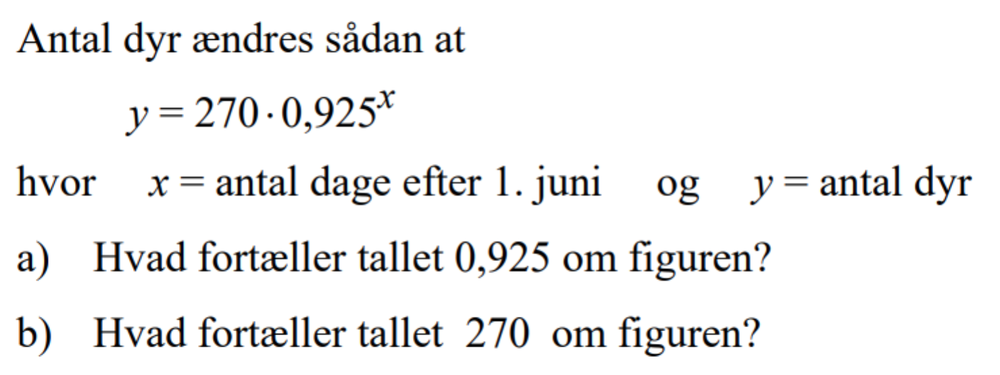 Antal dyr ændres sådan at
y = 270 · 0,925^x
hvor x = antal dage efter 1. juni og y = antal dyr
a) Hvad fortæller tallet 0,925 om figuren?
b) Hvad fortæller tallet 270 om figuren?